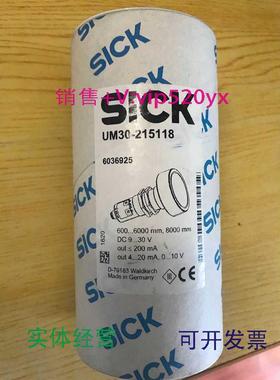 SICK
销售+Vyvip520yx
SICK
UM30-215118
6036925
600...6000 mm, 8000 mm
DC 9...30 V
out ≤ 200 mA
out 4...20 mA, 0...10 V
1820
D-79183 Waldkirch
Made in Germany
SICK
实体经营
可开发票